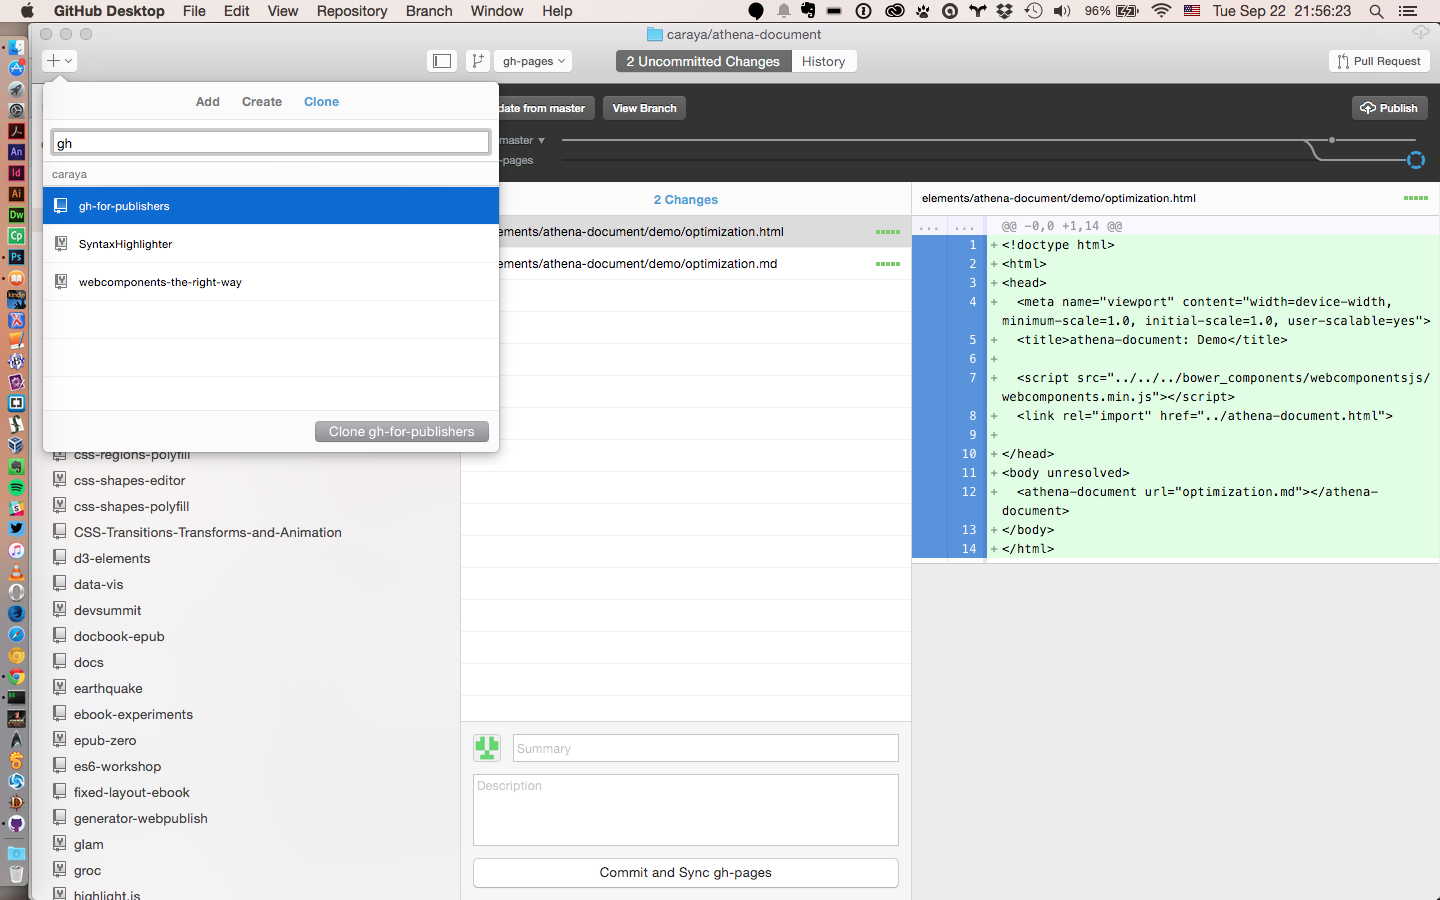 GitHub Desktop File Edit View Repository Branch Window Help 96% Tue Sep 22 21:56:23
caraya/athena-document
gh-pages 2 Uncommitted Changes History Pull Request
Add Create Clone
date from master View Branch Publish
gh
master
-pages
caraya
2 Changes
elements/athena-document/demo/optimization.html
gh-for-publishers
SyntaxHighlighter
webcomponents-the-right-way
Clone gh-for-publishers
ements/athena-document/demo/optimization.html
ements/athena-document/demo/optimization.md
... ... @@ -0,0 +1,14 @@
1 + <!doctype html>
2 + <html>
3 + <head>
4 + <meta name="viewport" content="width=device-width,
minimum-scale=1.0, initial-scale=1.0, user-scalable=yes">
5 + <title>athena-document: Demo</title>
6 +
7 + <script src="../../../bower_components/webcomponentsjs/
webcomponents.min.js"></script>
8 + <link rel="import" href="../athena-document.html">
9 +
10 + </head>
11 + <body unresolved>
12 + <athena-document url="optimization.md"></athena-
document>
13 + </body>
14 + </html>
css-regions-polyfill
css-shapes-editor
css-shapes-polyfill
CSS-Transitions-Transforms-and-Animation
d3-elements
data-vis
devsummit
docbook-epub
docs
earthquake
ebook-experiments
epub-zero
es6-workshop
fixed-layout-ebook
generator-webpublish
glam
groc
highlight.js
Summary
Description
Commit and Sync gh-pages
An
Id
Ai
Dw
Cp
Ps
kindle